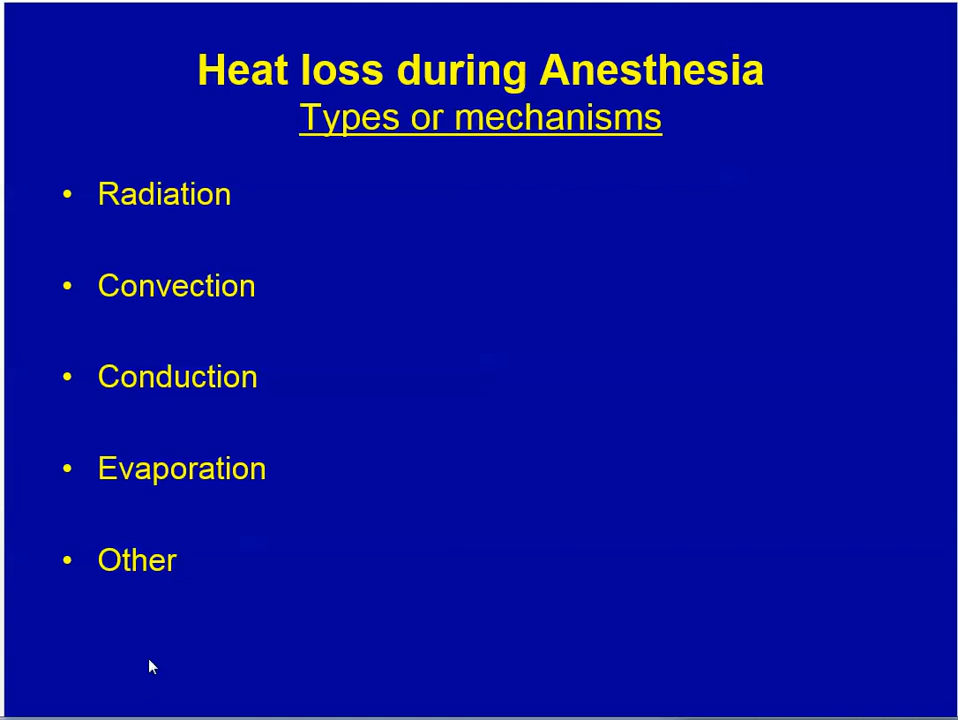 Heat loss during Anesthesia
Types or mechanisms
• Radiation
• Convection
• Conduction
• Evaporation
• Other